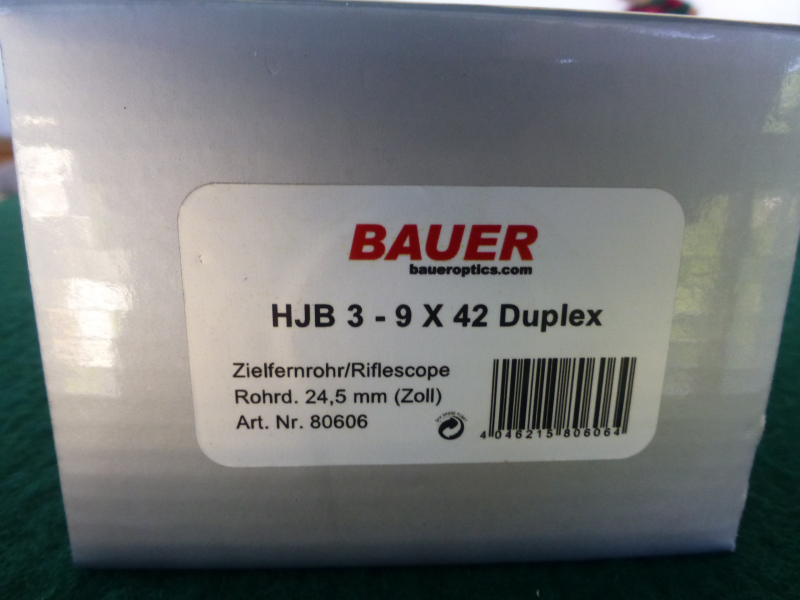 BAUER
baueroptics.com
HJB 3 - 9 X 42 Duplex
Zielfernrohr/Riflescope
Rohrd. 24,5 mm (Zoll)
Art. Nr. 80606
4 046215 806064